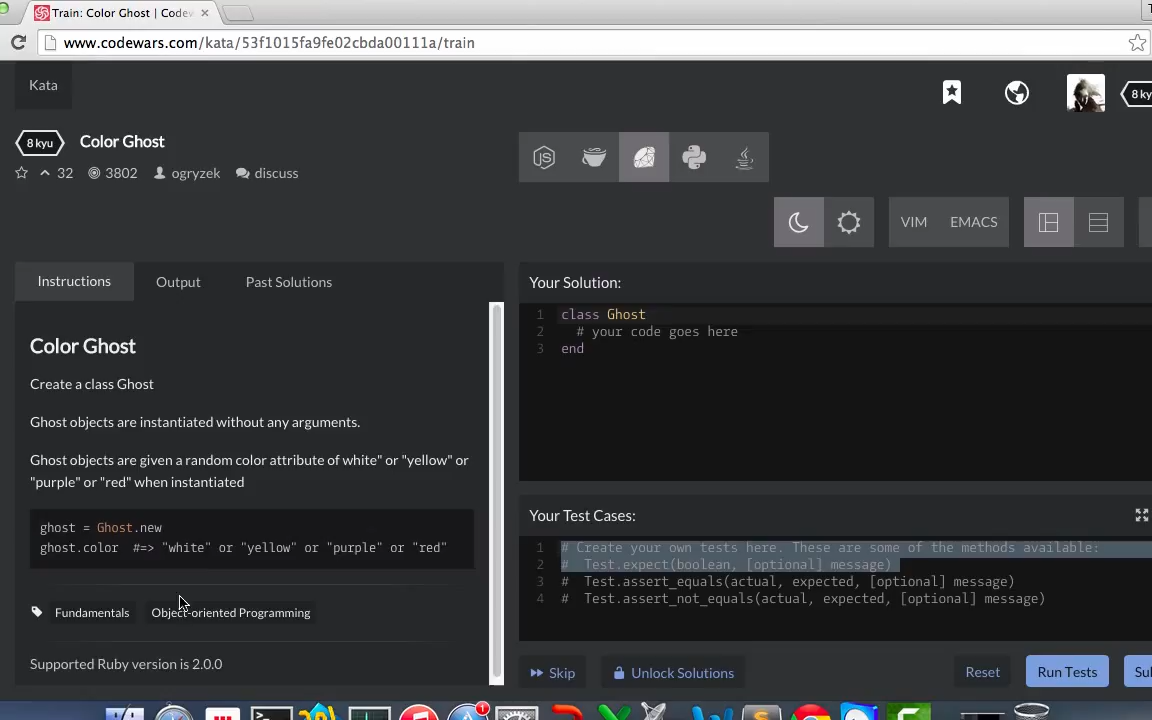 Train: Color Ghost | Codew
www.codewars.com/kata/53f1015fa9fe02cbda00111a/train
Kata
8 ky
8 kyu Color Ghost
32 3802 ogryzek discuss
VIM EMACS
Instructions Output Past Solutions
Your Solution:
1 class Ghost
2 # your code goes here
3 end
Color Ghost
Create a class Ghost
Ghost objects are instantiated without any arguments.
Ghost objects are given a random color attribute of white" or "yellow" or
"purple" or "red" when instantiated
ghost = Ghost.new
ghost.color #=> "white" or "yellow" or "purple" or "red"
Fundamentals Object-oriented Programming
Supported Ruby version is 2.0.0
Your Test Cases:
1 # Create your own tests here. These are some of the methods available:
2 # Test.expect(boolean, [optional] message)
3 # Test.assert_equals(actual, expected, [optional] message)
4 # Test.assert_not_equals(actual, expected, [optional] message)
Skip Unlock Solutions Reset Run Tests Su
1